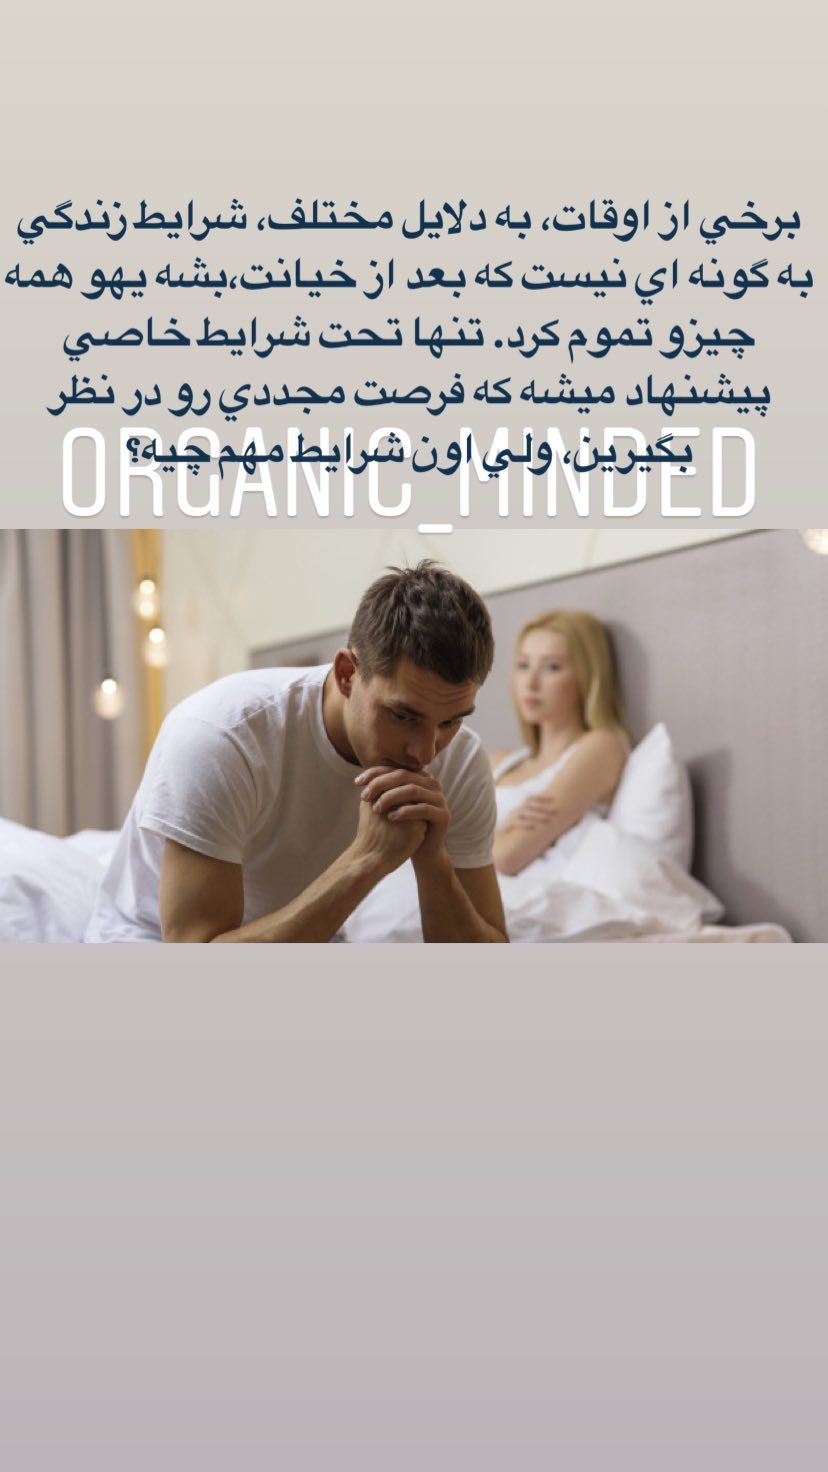 برخي از اوقات، به دلايل مختلف، شرايط زندگي
به گونه اي نيست كه بعد از خيانت،بشه يهو همه
چيزو تموم كرد. تنها تحت شرايط خاصي
پيشنهاد ميشه كه فرصت مجددي رو در نظر
بگيرين، ولي اون شرايط مهم چيه؟
ORGANIC_MINDED